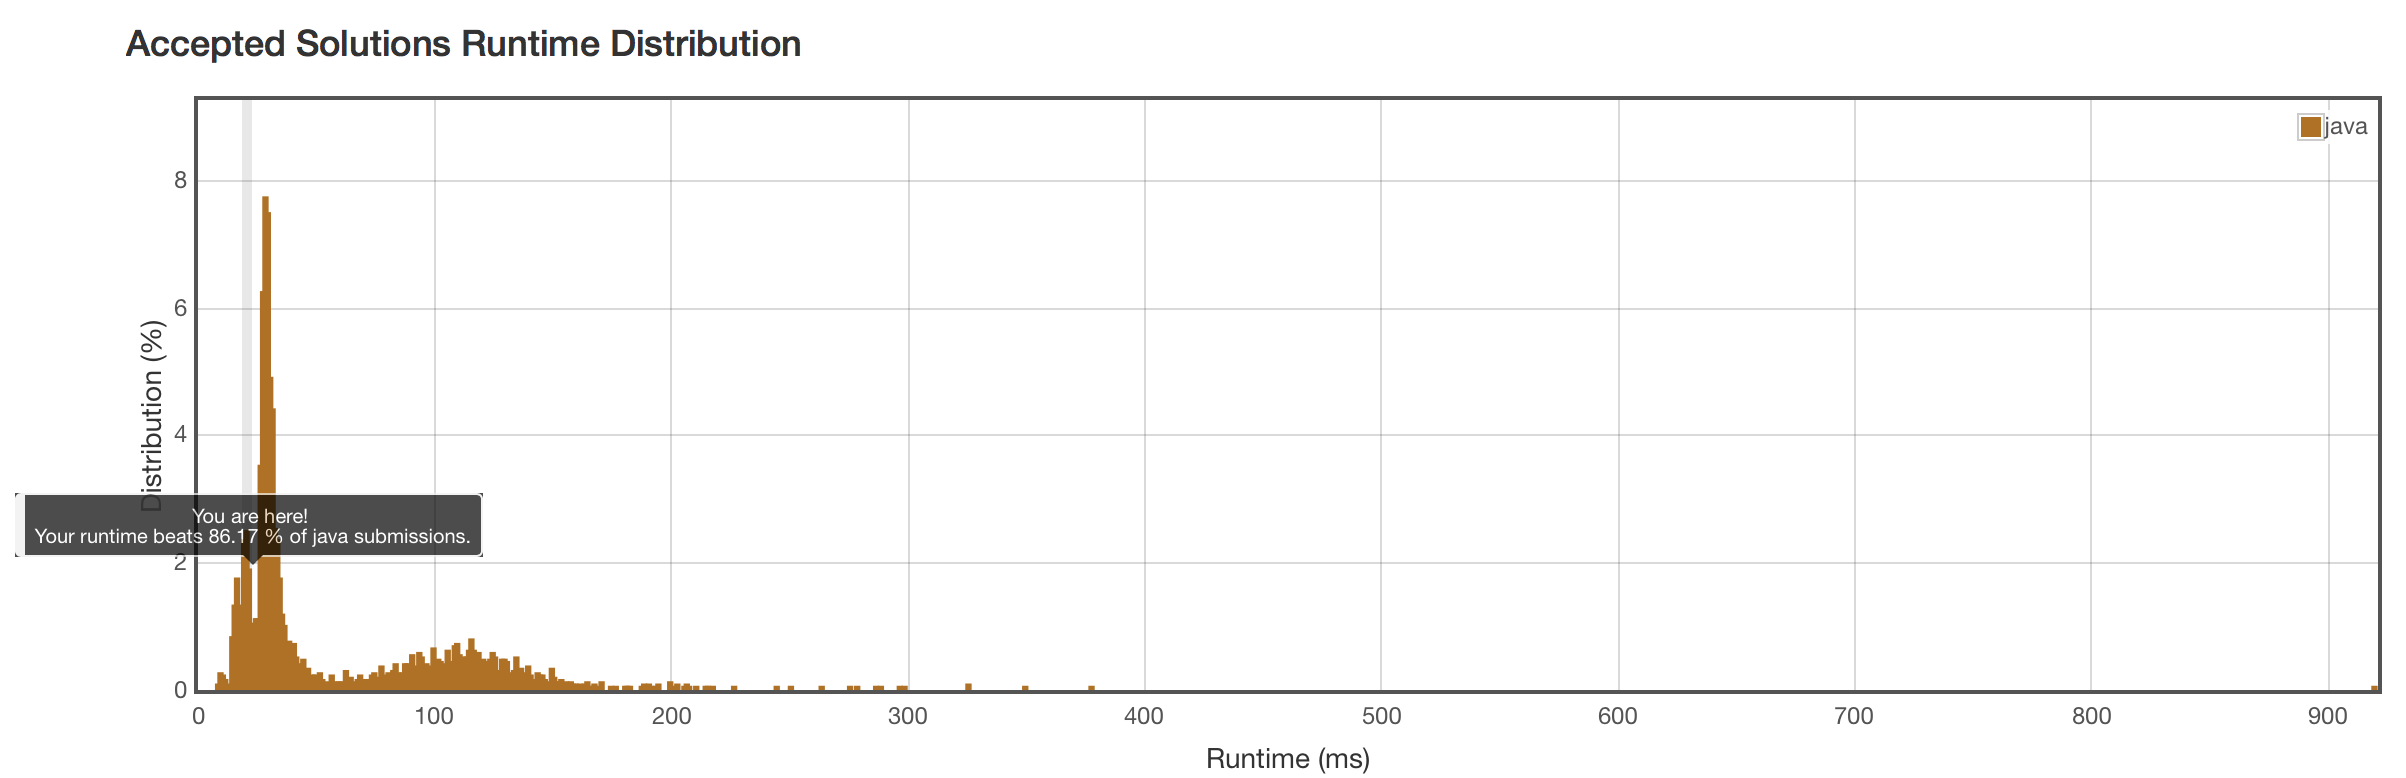 Accepted Solutions Runtime Distribution
java
8
6
4
2
0
Distribution (%)
You are here!
Your runtime beats 86.17 % of java submissions.
0 100 200 300 400 500 600 700 800 900
Runtime (ms)